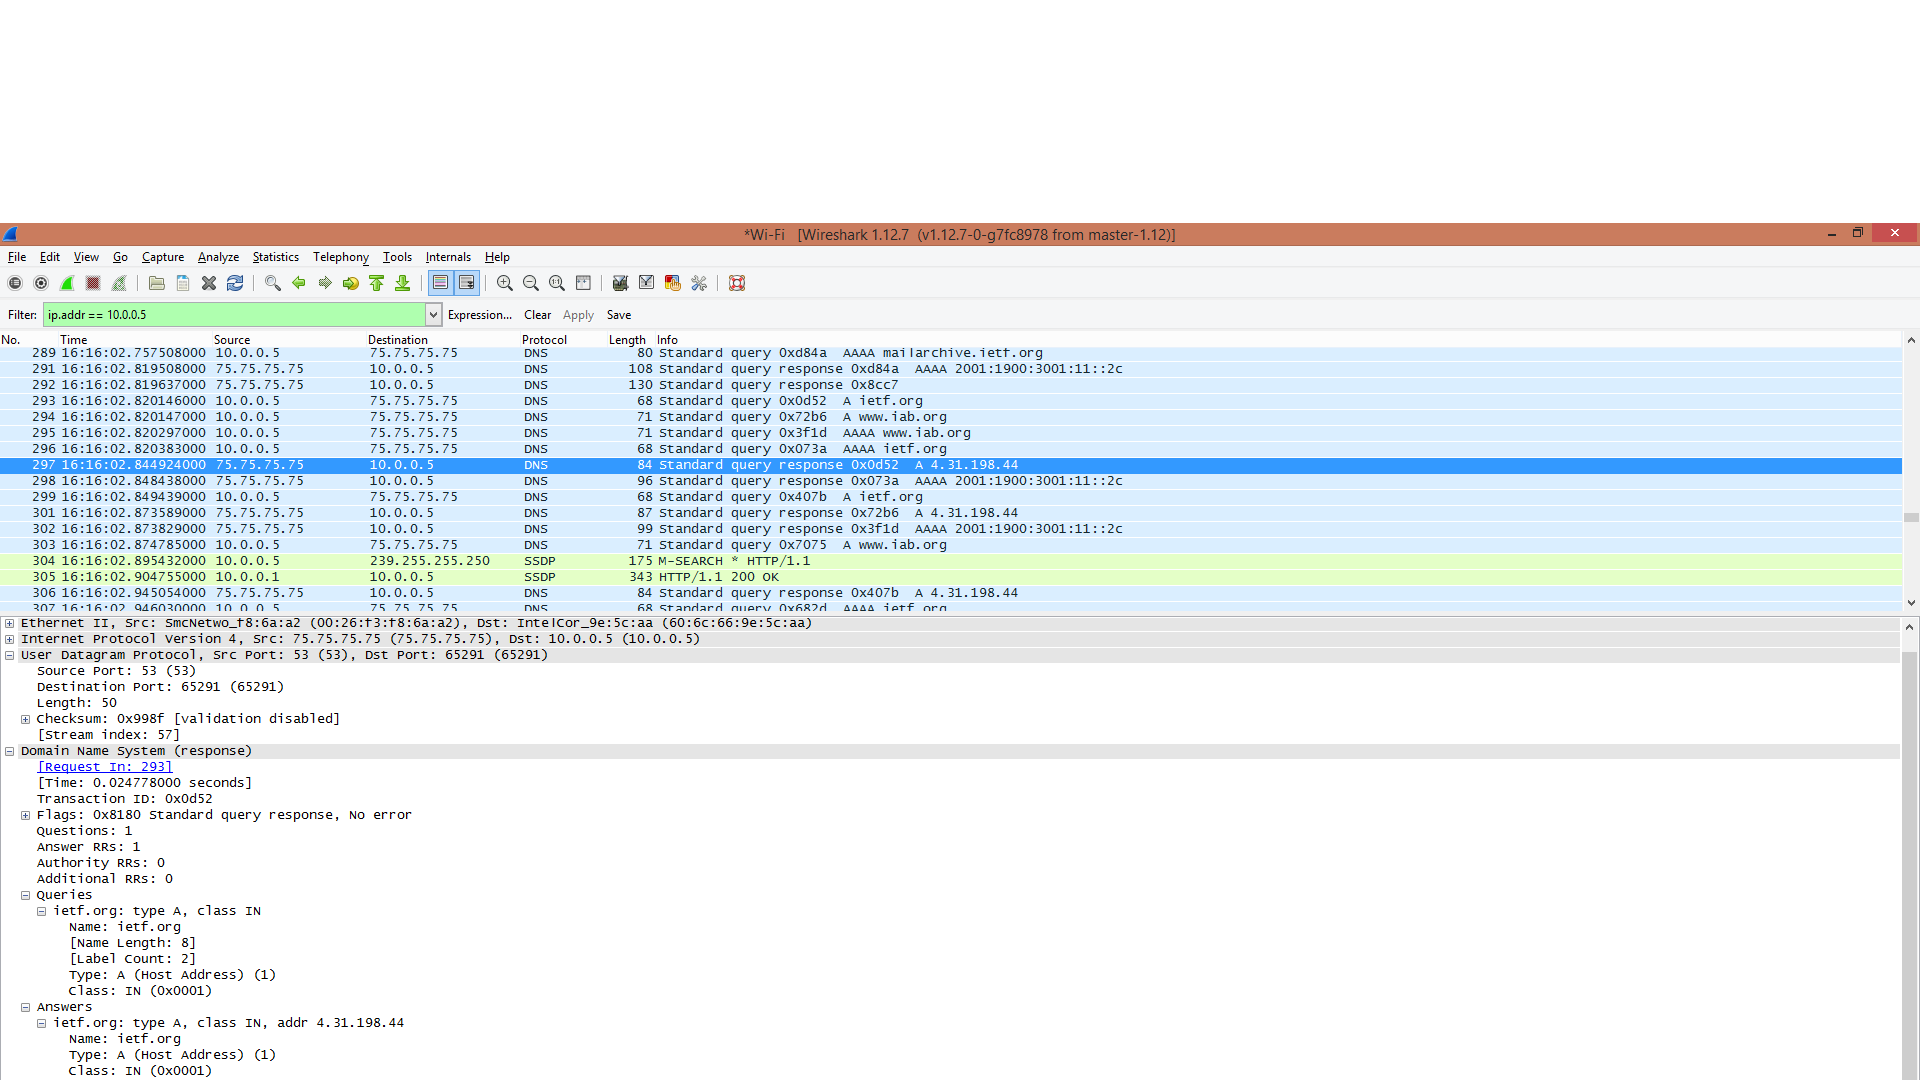 *Wi-Fi [Wireshark 1.12.7 (v1.12.7-0-g7fc8978 from master-1.12)]
File Edit View Go Capture Analyze Statistics Telephony Tools Internals Help
Filter: ip.addr == 10.0.0.5 Expression... Clear Apply Save
No. Time Source Destination Protocol Length Info
289 16:16:02.757508000 10.0.0.5 75.75.75.75 DNS 80 Standard query 0xd84a AAAA mailarchive.ietf.org
291 16:16:02.819508000 75.75.75.75 10.0.0.5 DNS 108 Standard query response 0xd84a AAAA 2001:1900:3001:11::2c
292 16:16:02.819637000 75.75.75.75 10.0.0.5 DNS 130 Standard query response 0x8cc7
293 16:16:02.820146000 10.0.0.5 75.75.75.75 DNS 68 Standard query 0x0d52 A ietf.org
294 16:16:02.820147000 10.0.0.5 75.75.75.75 DNS 71 Standard query 0x72b6 A www.iab.org
295 16:16:02.820297000 10.0.0.5 75.75.75.75 DNS 71 Standard query 0x3f1d AAAA www.iab.org
296 16:16:02.820383000 10.0.0.5 75.75.75.75 DNS 68 Standard query 0x073a AAAA ietf.org
297 16:16:02.844924000 75.75.75.75 10.0.0.5 DNS 84 Standard query response 0x0d52 A 4.31.198.44
298 16:16:02.848438000 75.75.75.75 10.0.0.5 DNS 96 Standard query response 0x073a AAAA 2001:1900:3001:11::2c
299 16:16:02.849439000 10.0.0.5 75.75.75.75 DNS 68 Standard query 0x407b A ietf.org
301 16:16:02.873589000 75.75.75.75 10.0.0.5 DNS 87 Standard query response 0x72b6 A 4.31.198.44
302 16:16:02.873829000 75.75.75.75 10.0.0.5 DNS 99 Standard query response 0x3f1d AAAA 2001:1900:3001:11::2c
303 16:16:02.874785000 10.0.0.5 75.75.75.75 DNS 71 Standard query 0x7075 A www.iab.org
304 16:16:02.895432000 10.0.0.5 239.255.255.250 SSDP 175 M-SEARCH * HTTP/1.1
305 16:16:02.904755000 10.0.0.1 10.0.0.5 SSDP 343 HTTP/1.1 200 OK
306 16:16:02.945054000 75.75.75.75 10.0.0.5 DNS 84 Standard query response 0x407b A 4.31.198.44
307 16:16:02.946030000 10.0.0.5 75.75.75.75 DNS 68 Standard query 0x682d AAAA ietf.org
Ethernet II, Src: SmcNetwo_f8:6a:a2 (00:26:f3:f8:6a:a2), Dst: IntelCor_9e:5c:aa (60:6c:66:9e:5c:aa)
Internet Protocol Version 4, Src: 75.75.75.75 (75.75.75.75), Dst: 10.0.0.5 (10.0.0.5)
User Datagram Protocol, Src Port: 53 (53), Dst Port: 65291 (65291)
Source Port: 53 (53)
Destination Port: 65291 (65291)
Length: 50
Checksum: 0x998f [validation disabled]
[Stream index: 57]
Domain Name System (response)
[Request In: 293]
[Time: 0.024778000 seconds]
Transaction ID: 0x0d52
Flags: 0x8180 Standard query response, No error
Questions: 1
Answer RRs: 1
Authority RRs: 0
Additional RRs: 0
Queries
ietf.org: type A, class IN
Name: ietf.org
[Name Length: 8]
[Label Count: 2]
Type: A (Host Address) (1)
Class: IN (0x0001)
Answers
ietf.org: type A, class IN, addr 4.31.198.44
Name: ietf.org
Type: A (Host Address) (1)
Class: IN (0x0001)